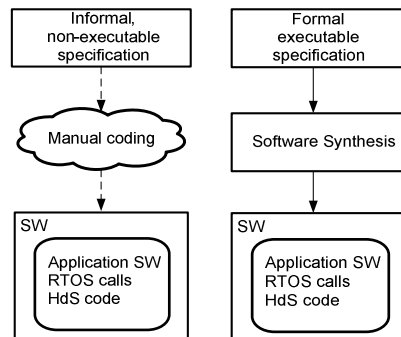 Informal,
non-executable
specification
Manual coding
SW
Application SW
RTOS calls
HdS code
Formal
executable
specification
Software Synthesis
SW
Application SW
RTOS calls
HdS code